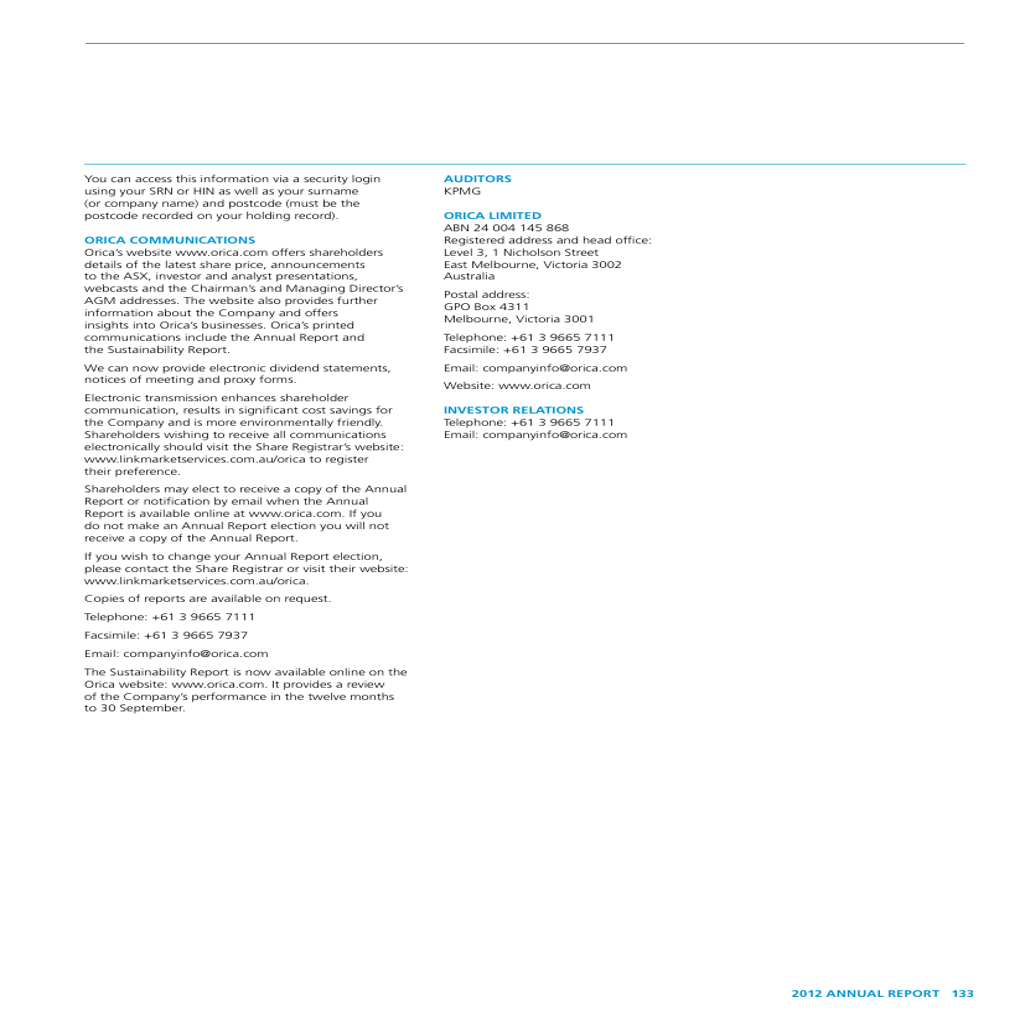 You can access this information via a security login
using your SRN or HIN as well as your surname
(or company name) and postcode (must be the
postcode recorded on your holding record).
ORICA COMMUNICATIONS
Orica's website www.orica.com offers shareholders
details of the latest share price, announcements
to the ASX, investor and analyst presentations,
webcasts and the Chairman's and Managing Director's
AGM addresses. The website also provides further
information about the Company and offers
insights into Orica's businesses. Orica's printed
communications include the Annual Report and
the Sustainability Report.
We can now provide electronic dividend statements,
notices of meeting and proxy forms.
Electronic transmission enhances shareholder
communication, results in significant cost savings for
the Company and is more environmentally friendly.
Shareholders wishing to receive all communications
electronically should visit the Share Registrar's website:
www.linkmarketservices.com.au/orica to register
their preference.
Shareholders may elect to receive a copy of the Annual
Report or notification by email when the Annual
Report is available online at www.orica.com. If you
do not make an Annual Report election you will not
receive a copy of the Annual Report.
If you wish to change your Annual Report election,
please contact the Share Registrar or visit their website:
www.linkmarketservices.com.au/orica.
Copies of reports are available on request.
Telephone: +61 3 9665 7111
Facsimile: +61 3 9665 7937
Email: companyinfo@orica.com
The Sustainability Report is now available online on the
Orica website: www.orica.com. It provides a review
of the Company's performance in the twelve months
to 30 September.
AUDITORS
KPMG
ORICA LIMITED
ABN 24 004 145 868
Registered address and head office:
Level 3, 1 Nicholson Street
East Melbourne, Victoria 3002
Australia
Postal address:
GPO Box 4311
Melbourne, Victoria 3001
Telephone: +61 3 9665 7111
Facsimile: +61 3 9665 7937
Email: companyinfo@orica.com
Website: www.orica.com
INVESTOR RELATIONS
Telephone: +61 3 9665 7111
Email: companyinfo@orica.com
2012 ANNUAL REPORT 133